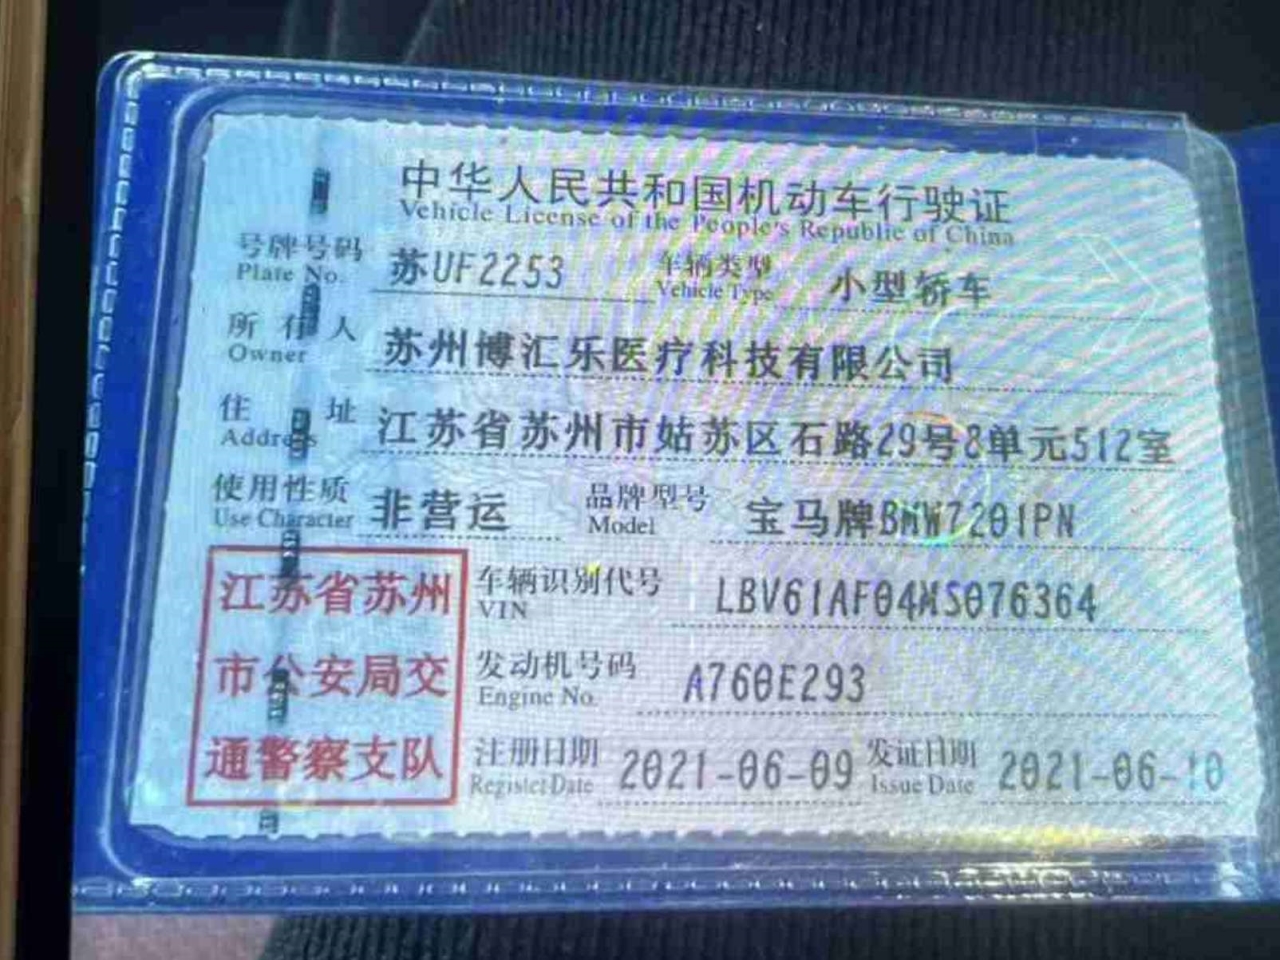 中华人民共和国机动车行驶证
Vehicle License of the People's Republic of China
号牌号码 苏UF2253 车辆类型 小型轿车
Plate No. Vehicle Type
所有人 苏州博汇乐医疗科技有限公司
Owner
住址 江苏省苏州市姑苏区石路29号8单元512室
Address
使用性质 非营运 品牌型号 宝马牌BMW7201PN
Use Character Model
江苏省苏州
市公安局交
通警察支队
车辆识别代号 LBV61AF04MS076364
VIN
发动机号码 A760E293
Engine No.
注册日期 2021-06-09 发证日期 2021-06-10
Register Date Issue Date